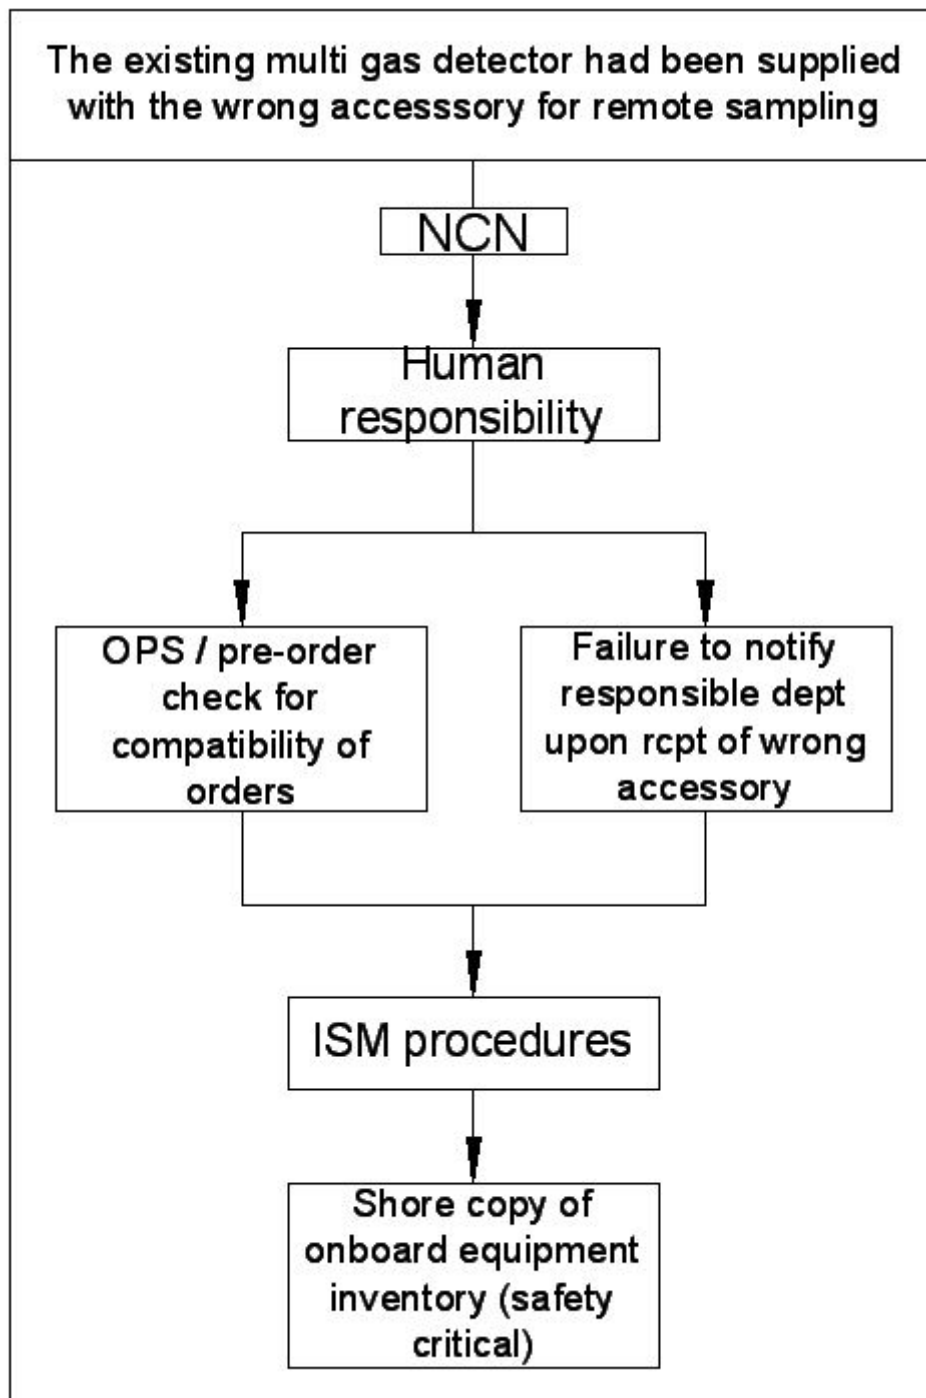 The existing multi gas detector had been supplied
with the wrong accesssory for remote sampling
NCN
Human
responsibility
OPS / pre-order
check for
compatibility of
orders
Failure to notify
responsible dept
upon rcpt of wrong
accessory
ISM procedures
Shore copy of
onboard equipment
inventory (safety
critical)